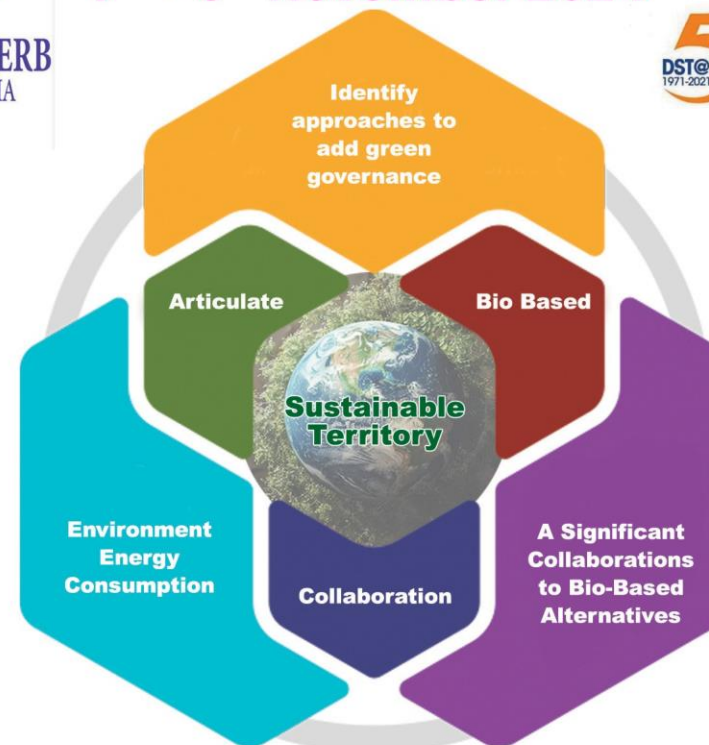 ERB
IA
DST@
1971-2021
Identify
approaches to
add green
governance
Articulate
Bio Based
Sustainable
Territory
Environment
Energy
Consumption
Collaboration
A Significant
Collaborations
to Bio-Based
Alternatives